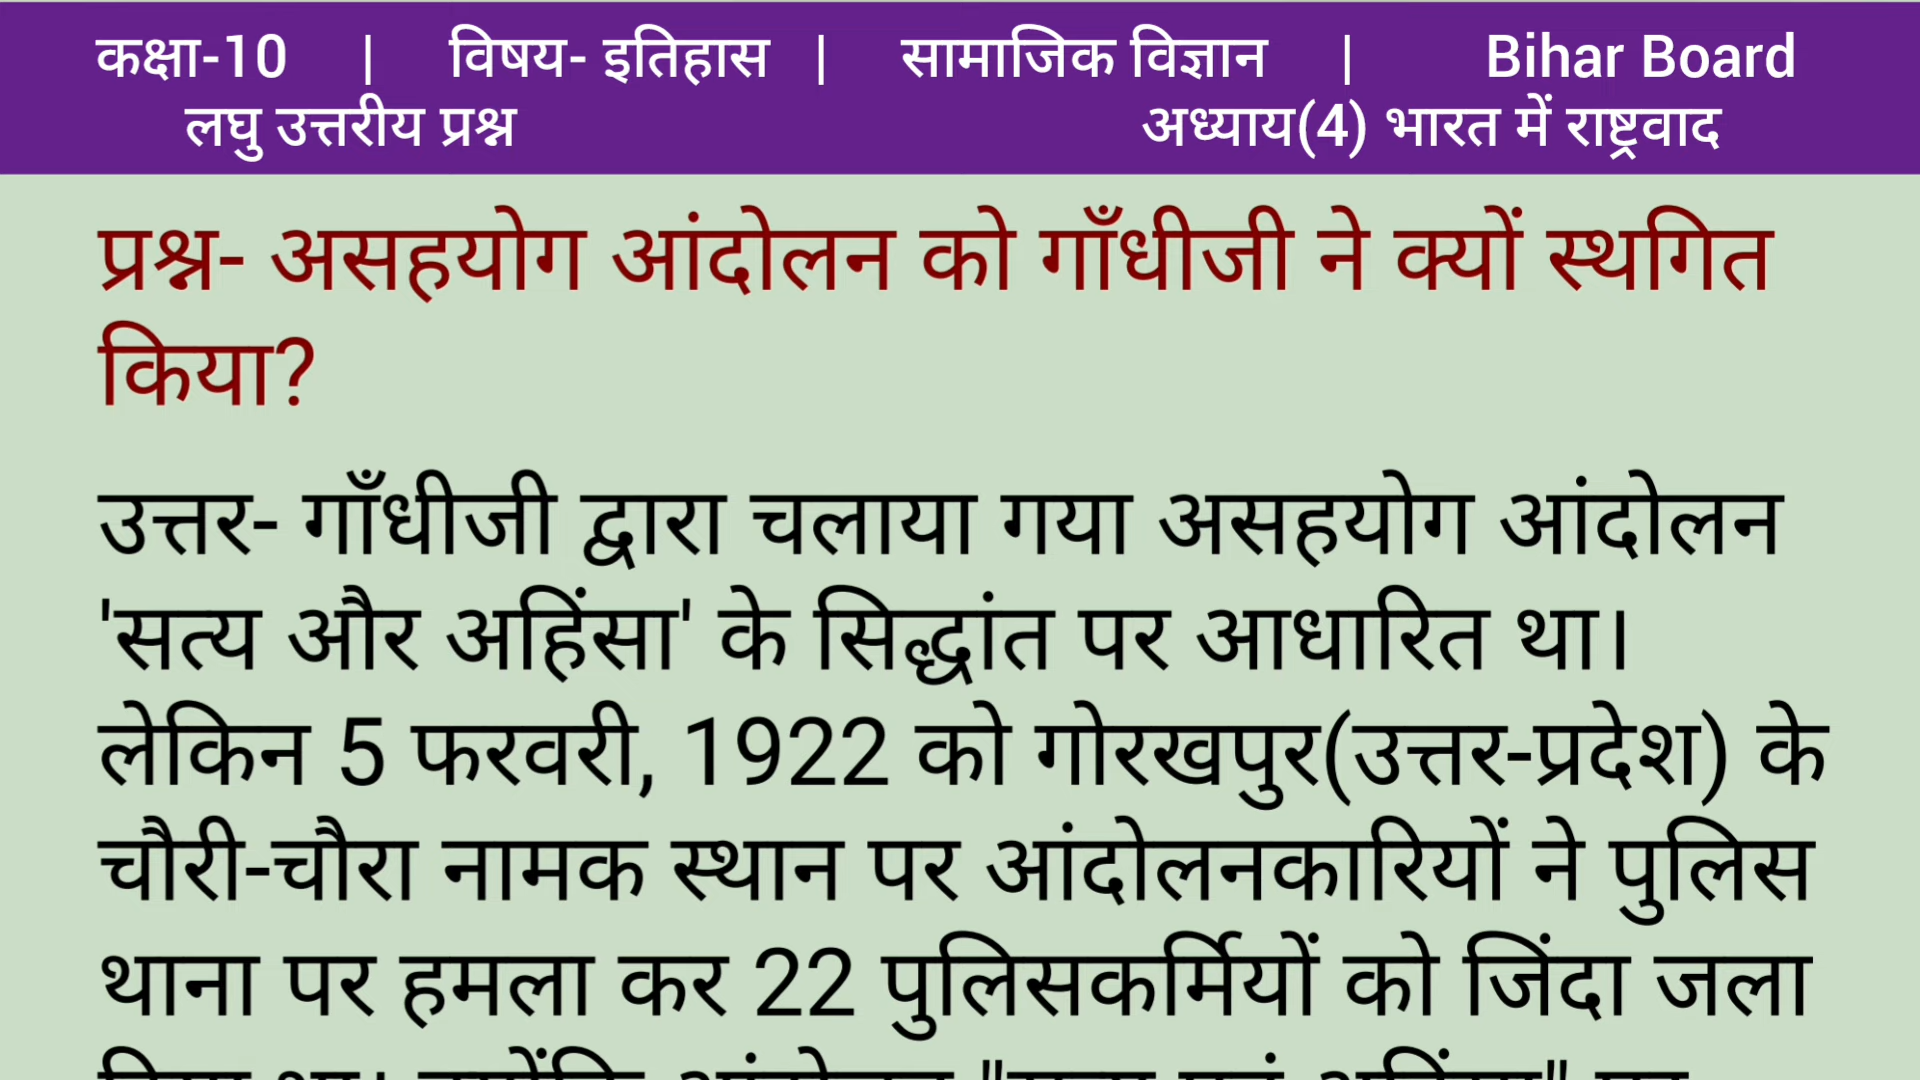 कक्षा-10 | विषय- इतिहास | सामाजिक विज्ञान | Bihar Board
लघु उत्तरीय प्रश्न अध्याय(4) भारत में राष्ट्रवाद
प्रश्न- असहयोग आंदोलन को गाँधीजी ने क्यों स्थगित
किया?
उत्तर- गाँधीजी द्वारा चलाया गया असहयोग आंदोलन
'सत्य और अहिंसा' के सिद्धांत पर आधारित था।
लेकिन 5 फरवरी, 1922 को गोरखपुर(उत्तर-प्रदेश) के
चौरी-चौरा नामक स्थान पर आंदोलनकारियों ने पुलिस
थाना पर हमला कर 22 पुलिसकर्मियों को जिंदा जला